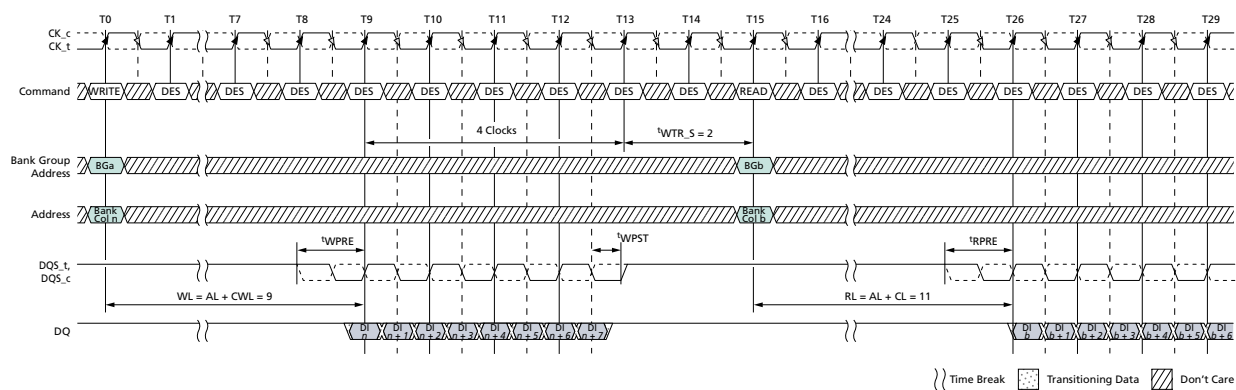 T0 T1 T7 T8 T9 T10 T11 T12 T13 T14 T15 T16 T24 T25 T26 T27 T28 T29
CK_c
CK_t
Command WRITE DES DES DES DES DES DES DES DES DES READ DES DES DES DES DES DES DES
4 Clocks tWTR_S = 2
Bank Group
Address
BGa BGb
Address
Bank
Col n
Bank
Col b
tWPRE tWPST tRPRE
DQS_t,
DQS_c
WL = AL + CWL = 9 RL = AL + CL = 11
DQ
DI
n
DI
n + 1
DI
n + 2
DI
n + 3
DI
n + 4
DI
n + 5
DI
n + 6
DI
n + 7
DI
b
DI
b + 1
DI
b + 2
DI
b + 3
DI
b + 4
DI
b + 5
DI
b + 6
Time Break Transitioning Data Don't Care